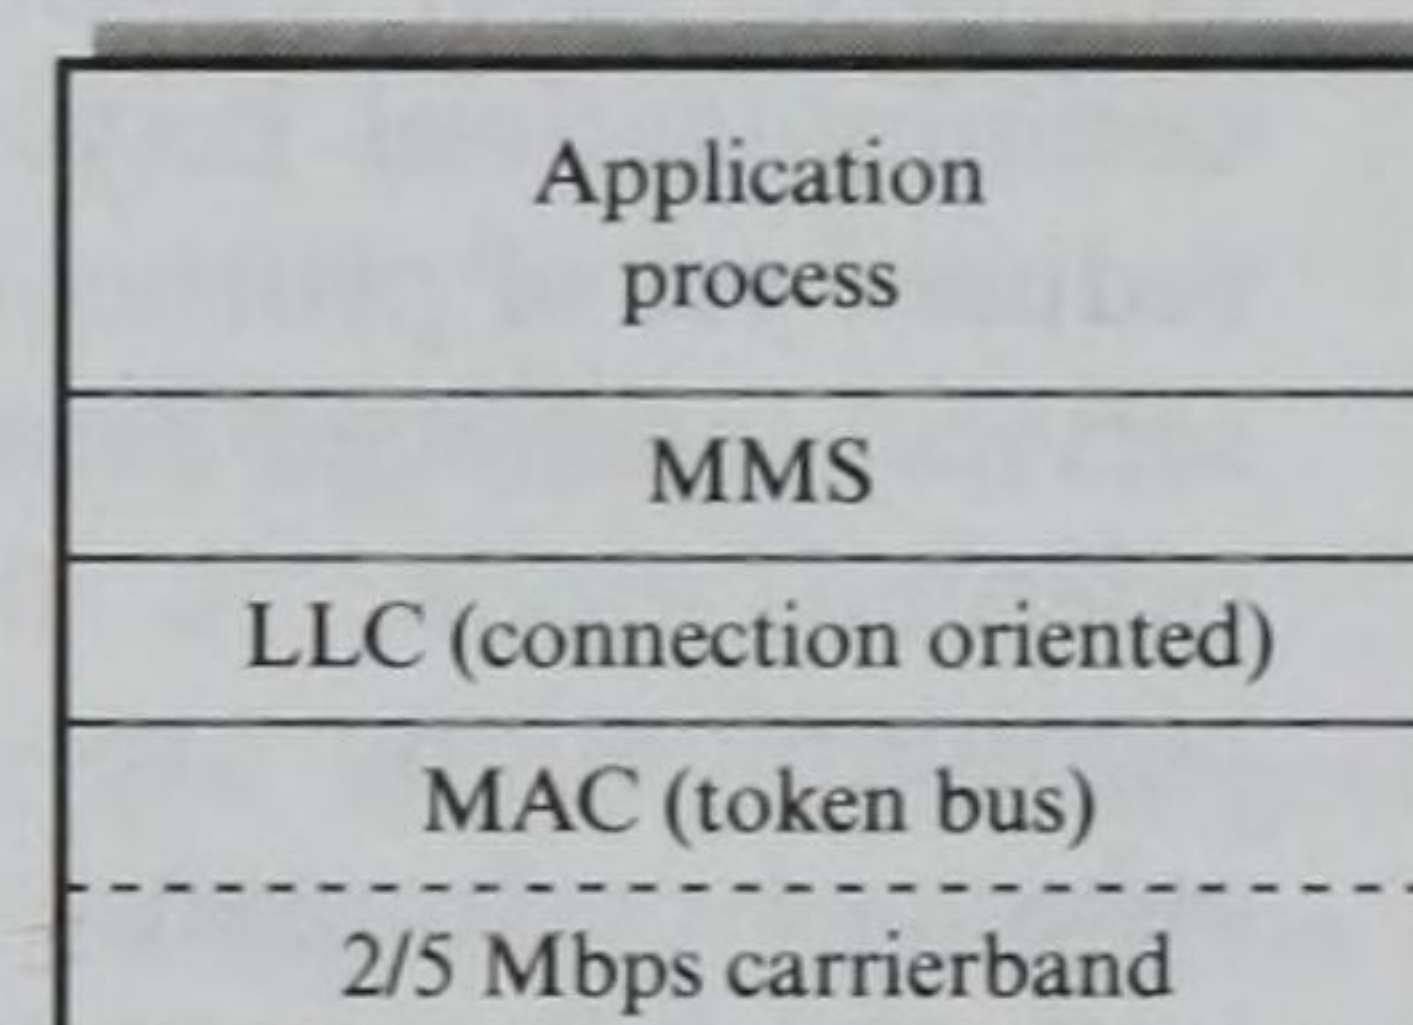 Application
process
MMS
LLC (connection oriented)
MAC (token bus)
2/5 Mbps carrierband